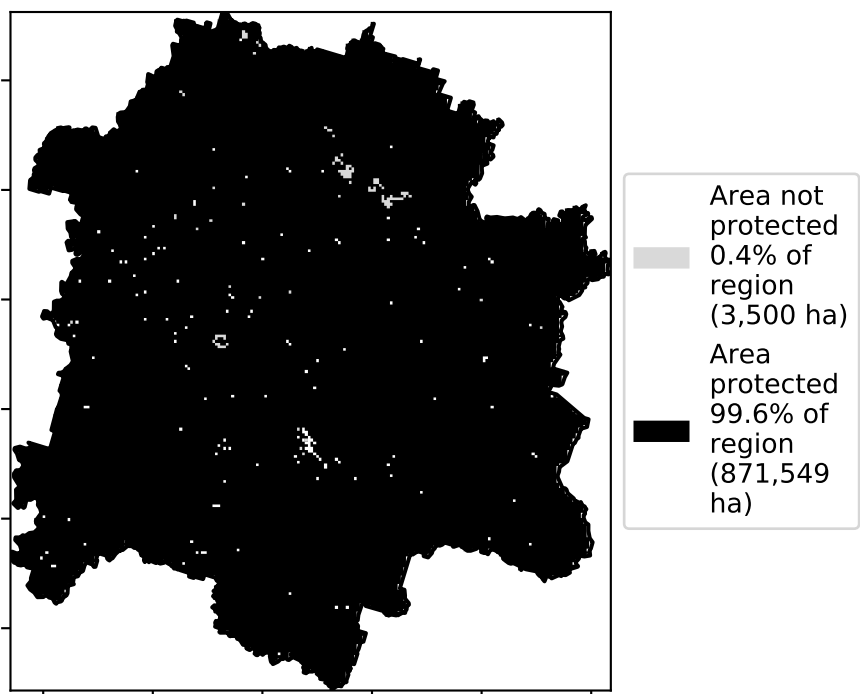 Area not
protected
0.4% of
region
(3,500 ha)
Area
protected
99.6% of
region
(871,549
ha)